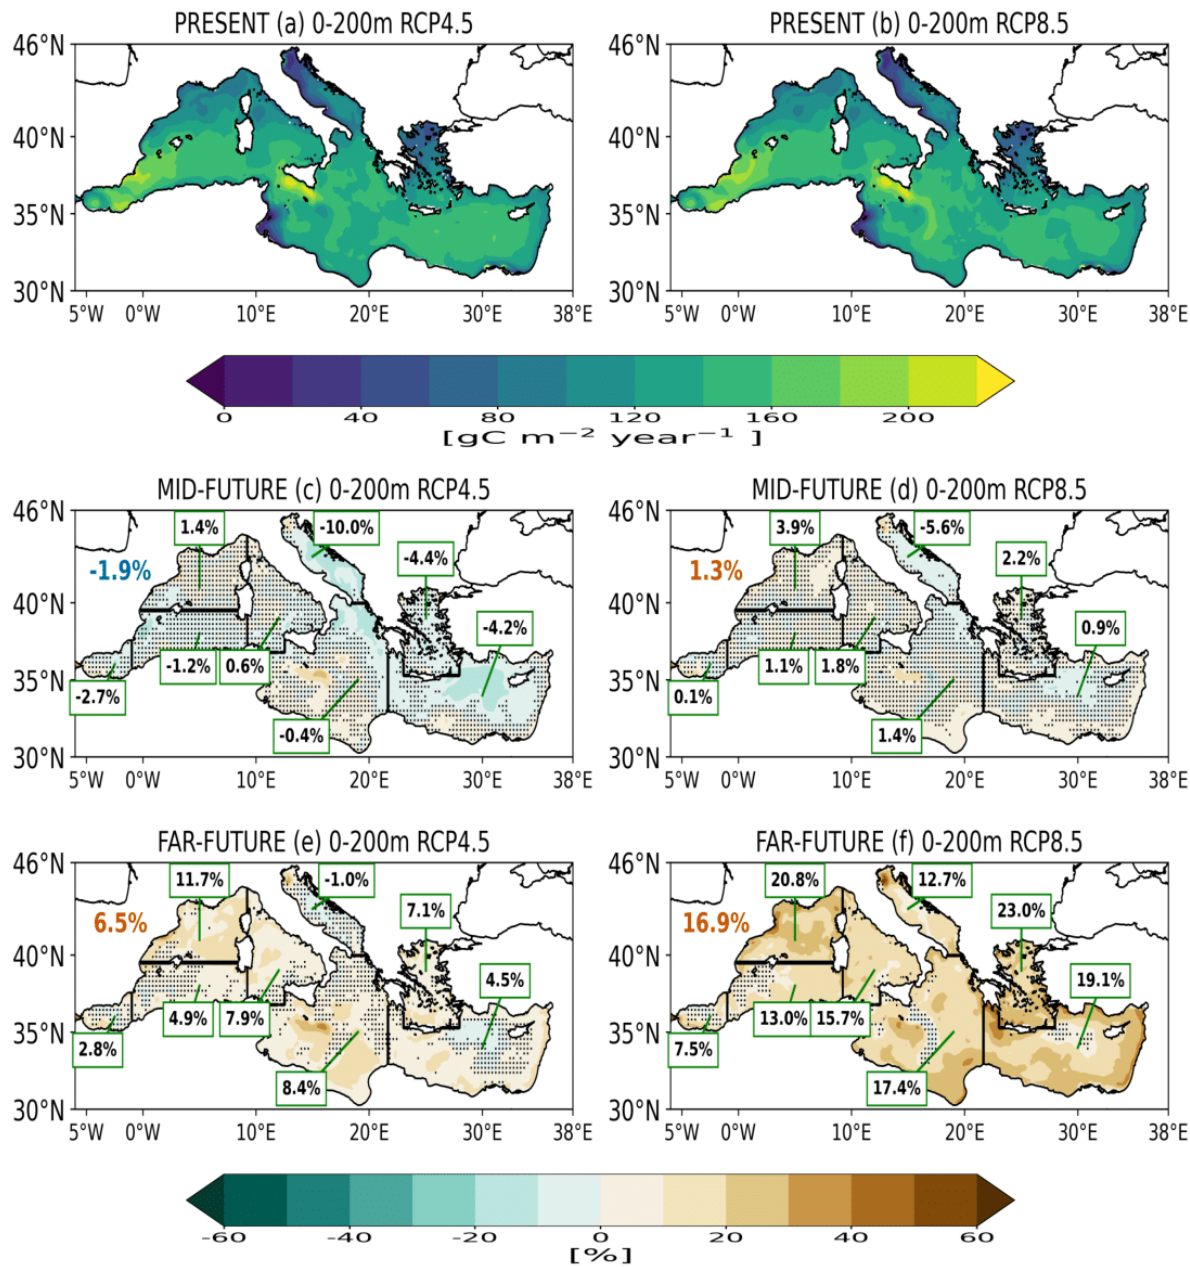 PRESENT (a) 0-200m RCP4.5
PRESENT (b) 0-200m RCP8.5
46°N
40°N
35°N
30°N
5°W 0°W 10°E 20°E 30°E 38°E
46°N
40°N
35°N
30°N
5°W 0°W 10°E 20°E 30°E 38°E
0 40 80 120 160 200
[gC m⁻² year⁻¹ ]
MID-FUTURE (c) 0-200m RCP4.5
MID-FUTURE (d) 0-200m RCP8.5
46°N
40°N
35°N
30°N
1.4%
-10.0%
-1.9%
-4.4%
-4.2%
-1.2%
0.6%
-2.7%
-0.4%
5°W 0°W 10°E 20°E 30°E 38°E
46°N
40°N
35°N
30°N
3.9%
-5.6%
1.3%
2.2%
0.9%
1.1%
1.8%
0.1%
1.4%
5°W 0°W 10°E 20°E 30°E 38°E
FAR-FUTURE (e) 0-200m RCP4.5
FAR-FUTURE (f) 0-200m RCP8.5
46°N
40°N
35°N
30°N
11.7%
-1.0%
6.5%
7.1%
4.5%
4.9%
7.9%
2.8%
8.4%
5°W 0°W 10°E 20°E 30°E 38°E
46°N
40°N
35°N
30°N
20.8%
12.7%
16.9%
23.0%
19.1%
13.0%
15.7%
7.5%
17.4%
5°W 0°W 10°E 20°E 30°E 38°E
-60 -40 -20 0 20 40 60
[%]